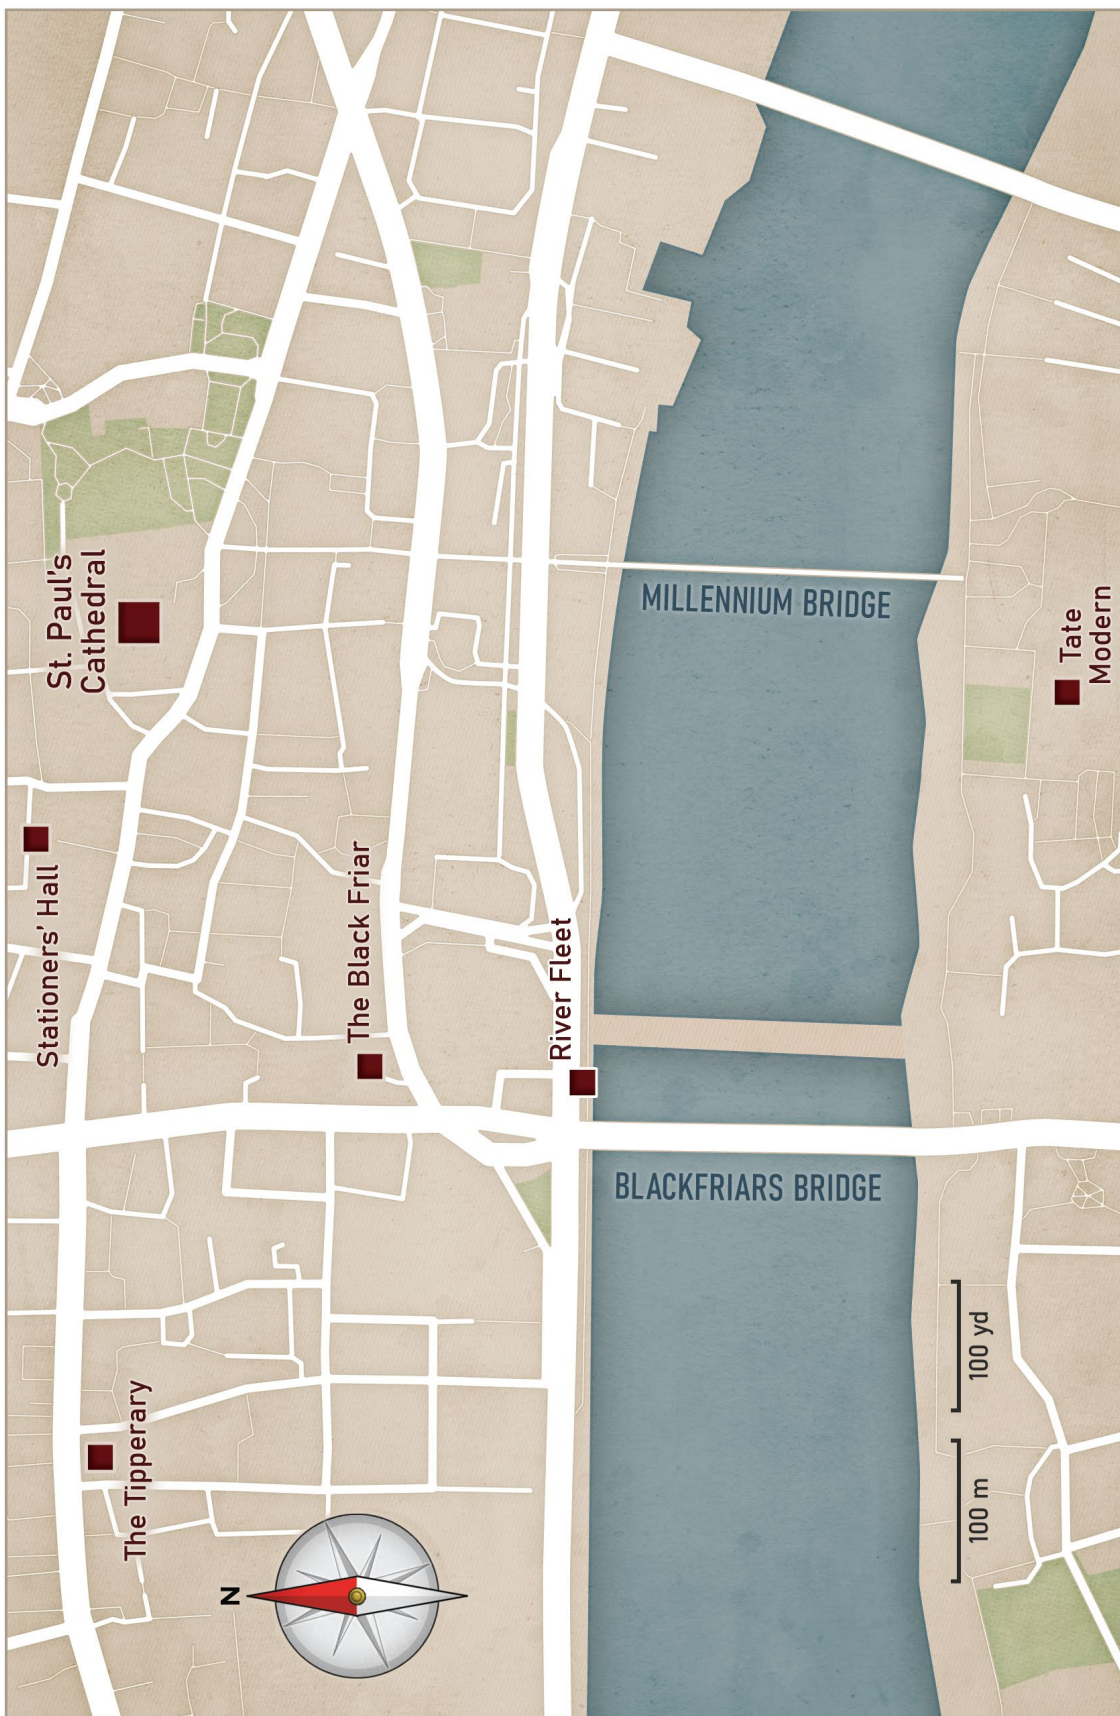 Stationers' Hall
St. Paul's
Cathedral
The Tipperary
N
The Black Friar
River Fleet
BLACKFRIARS BRIDGE
MILLENNIUM BRIDGE
100 m
100 yd
Tate
Modern